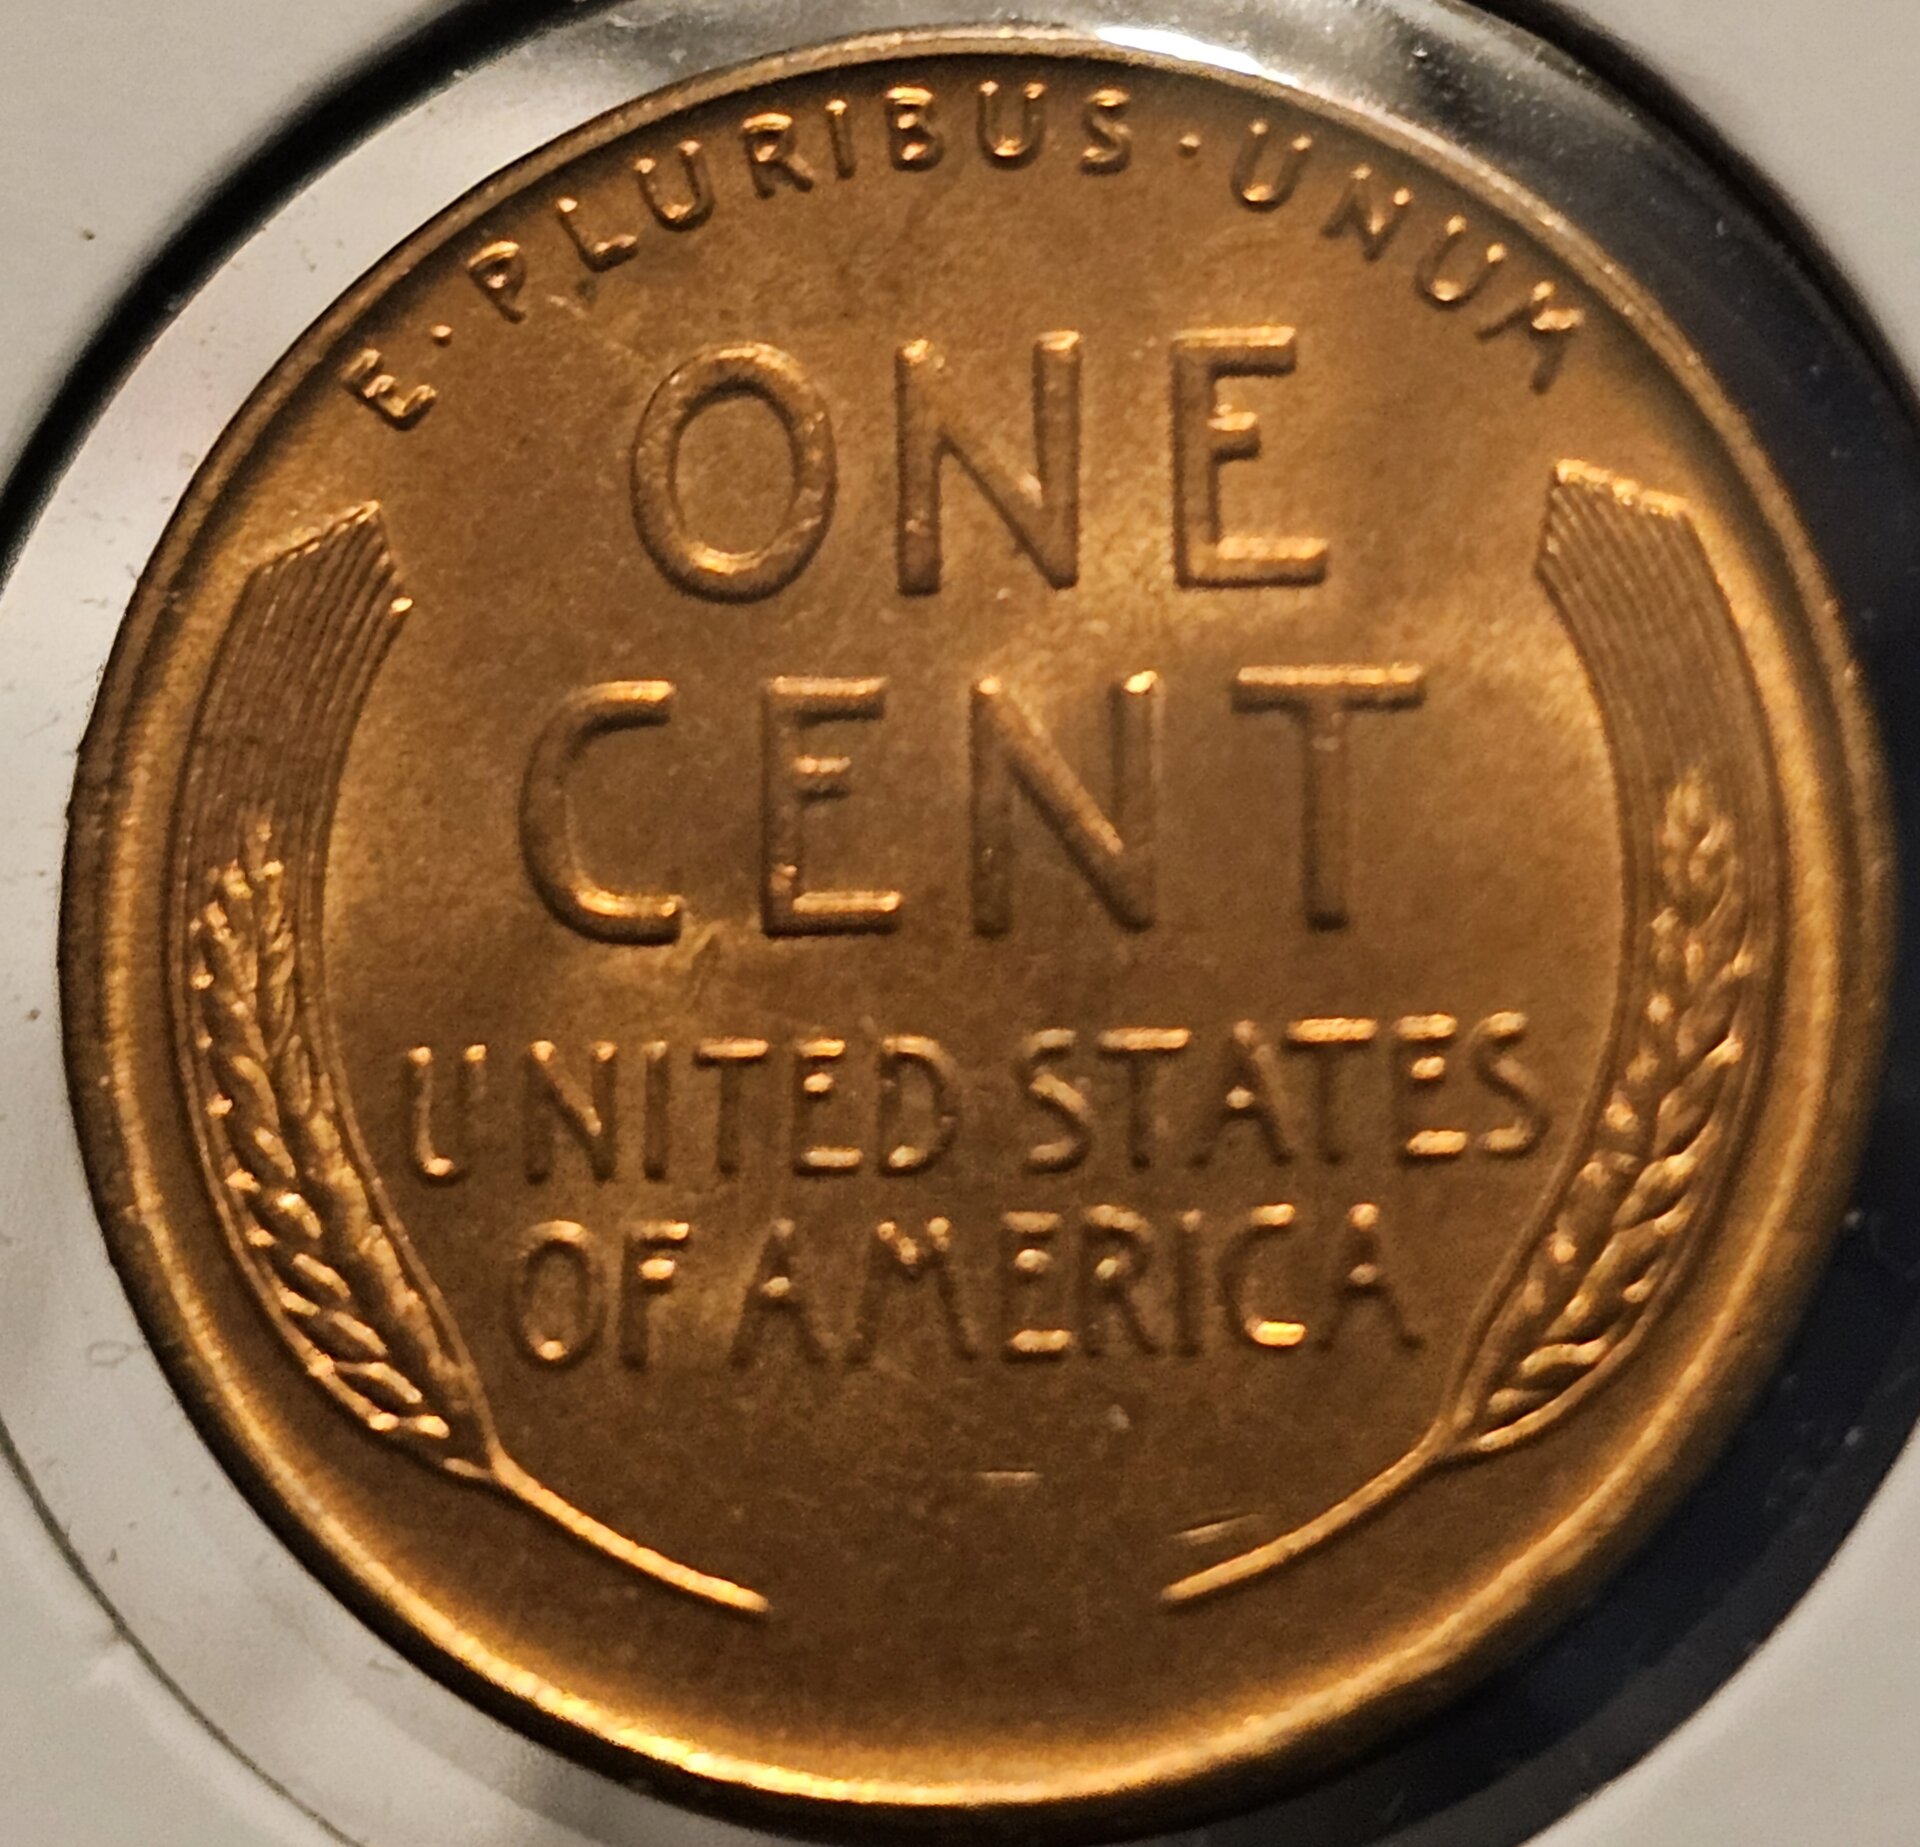 E · PLURIBUS · UNUM
ONE
CENT
UNITED STATES
OF AMERICA